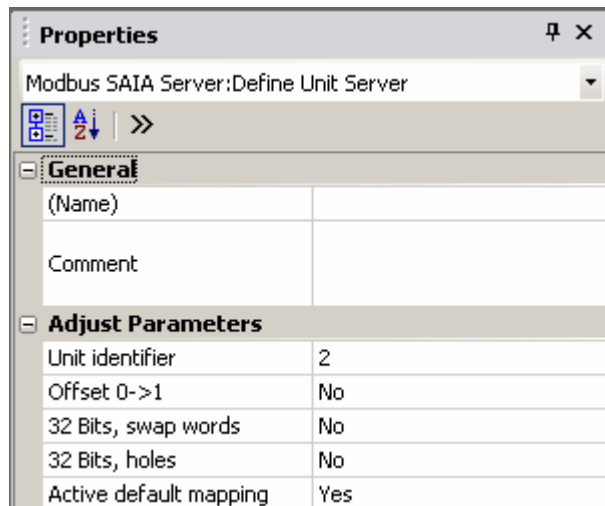 Properties
Modbus SAIA Server:Define Unit Server
General
(Name)
Comment
Adjust Parameters
Unit identifier 2
Offset 0->1 No
32 Bits, swap words No
32 Bits, holes No
Active default mapping Yes